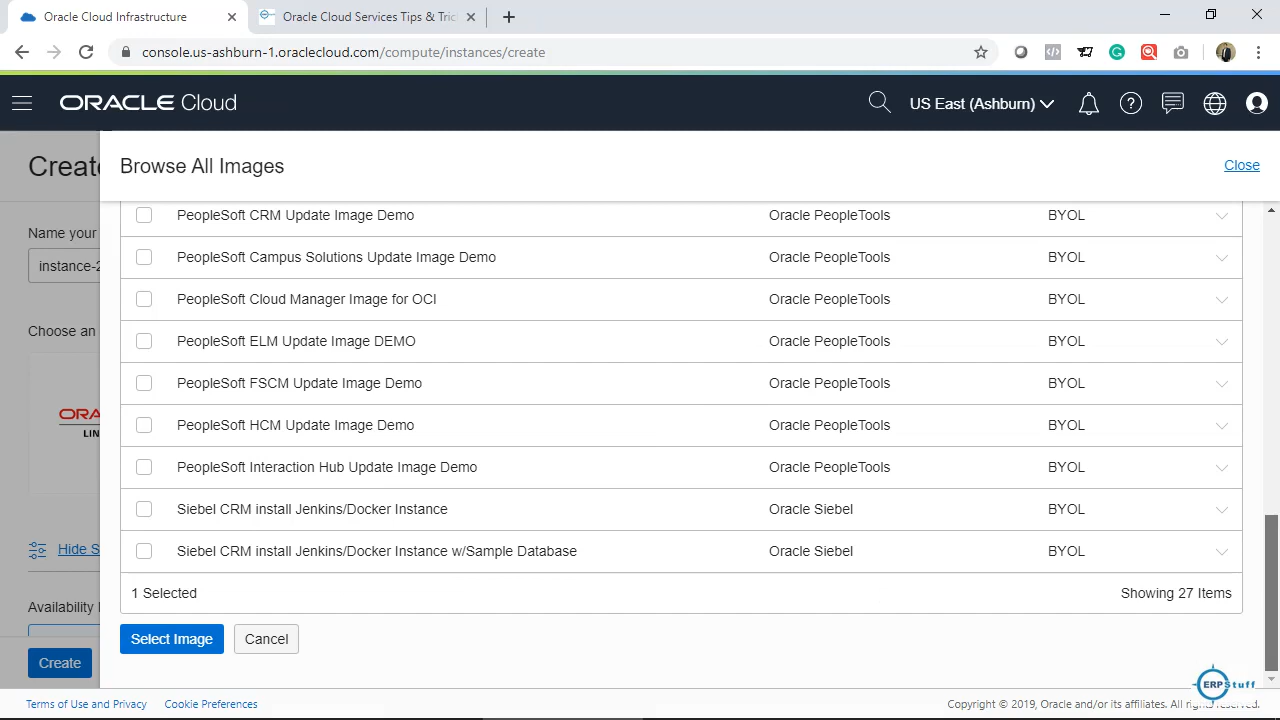 Oracle Cloud Infrastructure
Oracle Cloud Services Tips & Tric
console.us-ashburn-1.oraclecloud.com/compute/instances/create
ORACLE Cloud
US East (Ashburn)
Create
Browse All Images
Close
Name your
instance-2
Choose an
ORA
LIN
Hide S
Availability
Create
PeopleSoft CRM Update Image Demo Oracle PeopleTools BYOL
PeopleSoft Campus Solutions Update Image Demo Oracle PeopleTools BYOL
PeopleSoft Cloud Manager Image for OCI Oracle PeopleTools BYOL
PeopleSoft ELM Update Image DEMO Oracle PeopleTools BYOL
PeopleSoft FSCM Update Image Demo Oracle PeopleTools BYOL
PeopleSoft HCM Update Image Demo Oracle PeopleTools BYOL
PeopleSoft Interaction Hub Update Image Demo Oracle PeopleTools BYOL
Siebel CRM install Jenkins/Docker Instance Oracle Siebel BYOL
Siebel CRM install Jenkins/Docker Instance w/Sample Database Oracle Siebel BYOL
1 Selected Showing 27 Items
Select Image Cancel
ERPStuff
Terms of Use and Privacy Cookie Preferences Copyright © 2019, Oracle and/or its affiliates. All rights reserved.